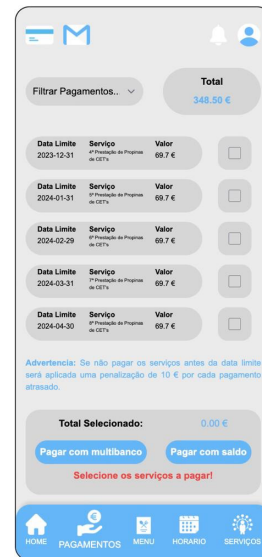 Filtrar Pagamentos..
Total
348.50 €
Data Limite Serviço Valor
2023-12-31 4ª Prestação de Propinas de CET's 69.7 €
Data Limite Serviço Valor
2024-01-31 5ª Prestação de Propinas de CET's 69.7 €
Data Limite Serviço Valor
2024-02-29 6ª Prestação de Propinas de CET's 69.7 €
Data Limite Serviço Valor
2024-03-31 7ª Prestação de Propinas de CET's 69.7 €
Data Limite Serviço Valor
2024-04-30 8ª Prestação de Propinas de CET's 69.7 €
Advertencia: Se não pagar os serviços antes da data limite
será aplicada uma penalização de 10 € por cada pagamento
atrasado.
Total Selecionado: 0.00 €
Pagar com multibanco Pagar com saldo
Selecione os serviços a pagar!
HOME PAGAMENTOS MENU HORARIO SERVIÇOS